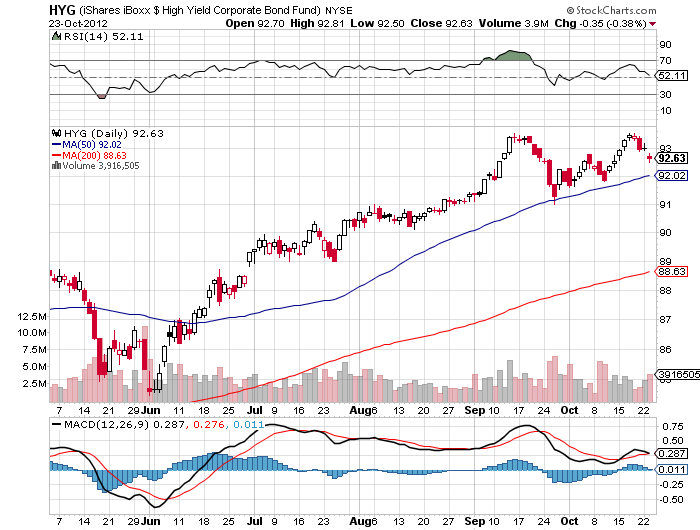 HYG (iShares iBoxx $ High Yield Corporate Bond Fund) NYSE
© StockCharts.com
23-Oct-2012 Open 92.70 High 92.81 Low 92.50 Close 92.63 Volume 3.9M Chg -0.35 (-0.38%)
RSI(14) 52.11
90
70
52.11
30
10
HYG (Daily) 92.63
MA(50) 92.02
MA(200) 88.63
Volume 3,916,505
93
92.63
92.02
91
90
89
88.63
88
87
86
12.5M
10.0M
7.5M
5.0M
2.5M
3916505
7 14 21 29 Jun 11 18 25 Jul 9 16 23 Aug 6 13 20 27 Sep 10 17 24 Oct 8 15 22
MACD(12,26,9) 0.287, 0.276, 0.011
0.75
0.50
0.287
0.011
-0.25
-0.50
7 14 21 29 Jun 11 18 25 Jul 9 16 23 Aug 6 13 20 27 Sep 10 17 24 Oct 8 15 22